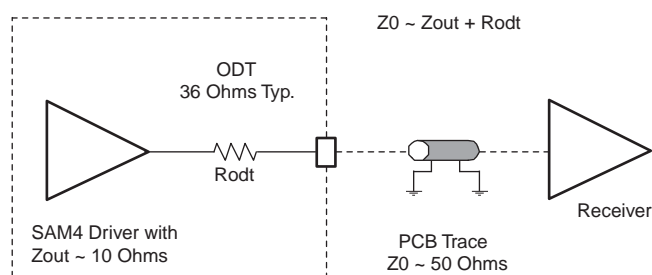 Z0 ~ Zout + Rodt
ODT
36 Ohms Typ.
Rodt
SAM4 Driver with
Zout ~ 10 Ohms
PCB Trace
Z0 ~ 50 Ohms
Receiver